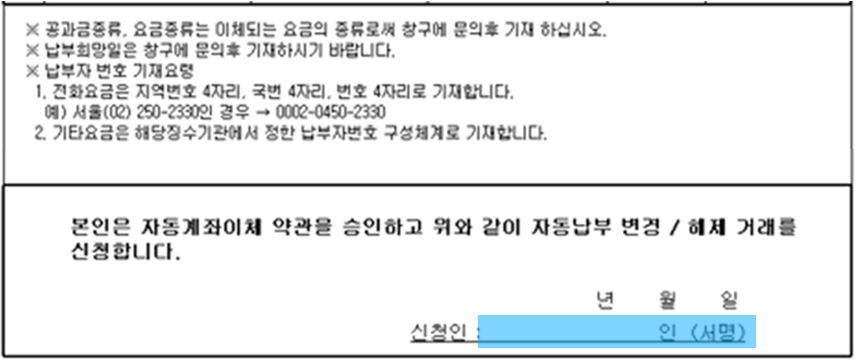 ※ 공과금종류, 요금종류는 이체되는 요금의 종류로써 창구에 문의후 기재 하십시오.
※ 납부희망일은 창구에 문의후 기재하시기 바랍니다.
※ 납부자 번호 기재요령
1. 전화요금은 지역번호 4자리, 국번 4자리, 번호 4자리로 기재합니다.
예) 서울(02) 250-2330인 경우 → 0002-0450-2330
2. 기타요금은 해당징수기관에서 정한 납부자번호 구성체계로 기재합니다.
본인은 자동계좌이체 약관을 승인하고 위와 같이 자동납부 변경 / 해제 거래를
신청합니다.
년 월 일
신청인 : 인 (서명)